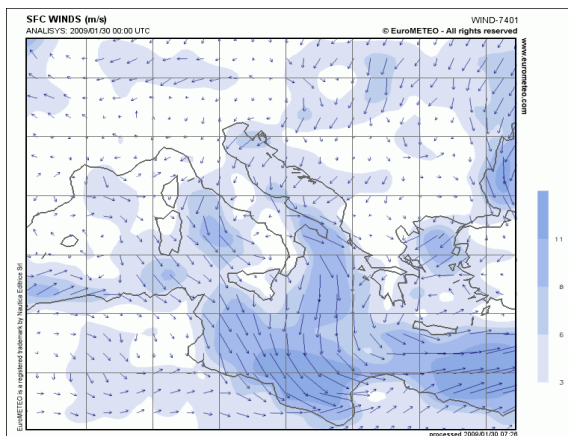 SFC WINDS (m/s)
WIND-7401
ANALISYS: 2009/01/30 00:00 UTC
© EuroMETEO - All rights reserved
www.eurometeo.com
EuroMETEO is a registered trademark by Nautica Editrice Srl
11
8
6
3
processed 2009/01/30 07:26